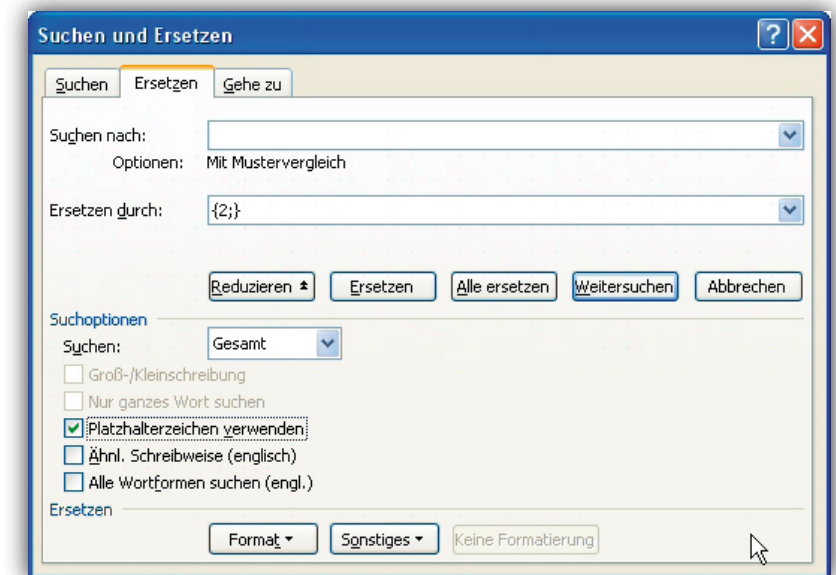 Suchen und Ersetzen
Suchen Ersetzen Gehe zu
Suchen nach:
Optionen: Mit Mustervergleich
Ersetzen durch: {2;}
Reduzieren Ersetzen Alle ersetzen Weitersuchen Abbrechen
Suchoptionen
Suchen: Gesamt
Groß-/Kleinschreibung
Nur ganzes Wort suchen
Platzhalterzeichen verwenden
Ähnl. Schreibweise (englisch)
Alle Wortformen suchen (engl.)
Ersetzen
Format Sonstiges Keine Formatierung